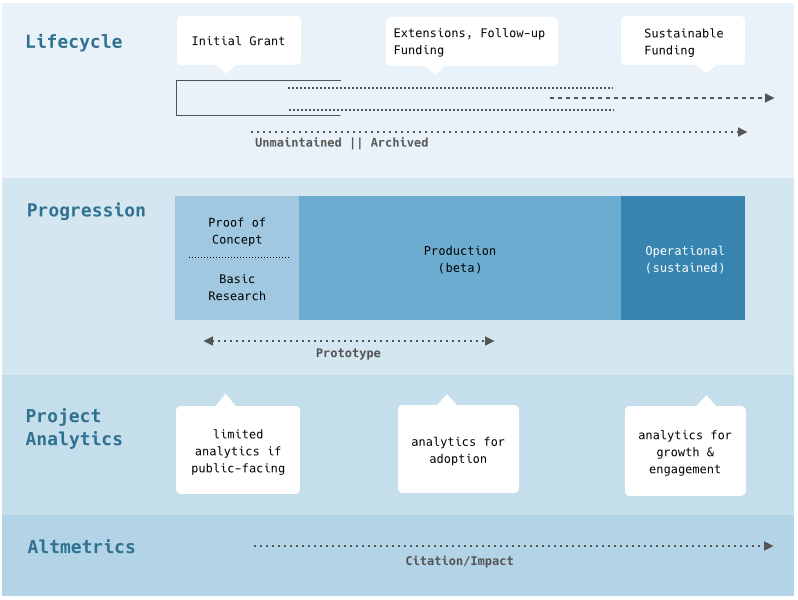 Lifecycle
Initial Grant
Extensions, Follow-up
Funding
Sustainable
Funding
Unmaintained || Archived
Progression
Proof of
Concept
Basic
Research
Production
(beta)
Operational
(sustained)
Prototype
Project
Analytics
limited
analytics if
public-facing
analytics for
adoption
analytics for
growth &
engagement
Altmetrics
Citation/Impact